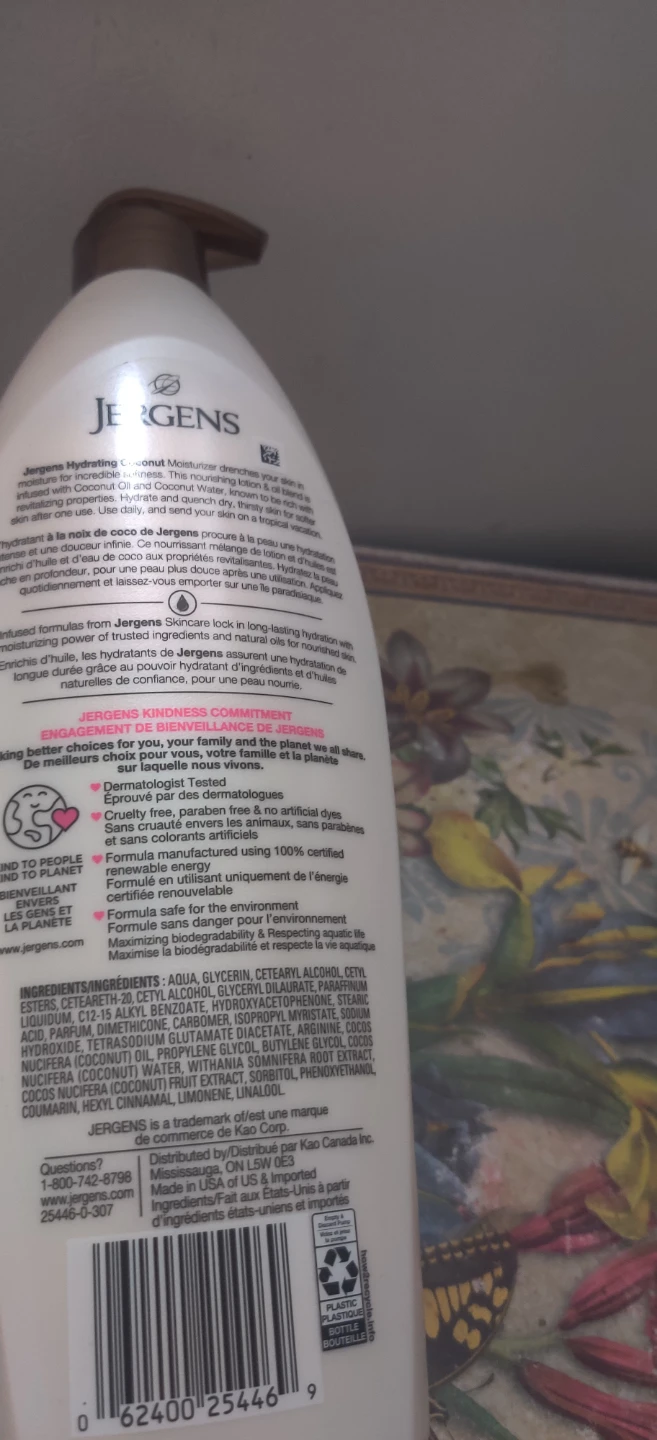 JERGENS
Jergens Hydrating Coconut Moisturizer drenches your skin in
moisture for incredible softness. This nourishing lotion & oil blend is
infused with Coconut Oil and Coconut Water, known to be rich with
revitalizing properties. Hydrate and quench dry, thirsty skin for softer
skin after one use. Use daily, and send your skin on a tropical vacation.
hydratant à la noix de coco de Jergens procure à la peau une hydratation
tense et une douceur infinie. Ce nourrissant mélange de lotion et d'huiles est
nrichi d'huile et d'eau de coco aux propriétés revitalisantes. Hydratez la peau
che en profondeur, pour une peau plus douce après une utilisation. Appliquez
quotidiennement et laissez-vous emporter sur une île paradisiaque.
nfused formulas from Jergens Skincare lock in long-lasting hydration with
moisturizing power of trusted ingredients and natural oils for nourished skin.
Enrichis d'huile, les hydratants de Jergens assurent une hydratation de
longue durée grâce au pouvoir hydratant d'ingrédients et d'huiles
naturelles de confiance, pour une peau nourrie.
JERGENS KINDNESS COMMITMENT
ENGAGEMENT DE BIENVEILLANCE DE JERGENS
king better choices for you, your family and the planet we all share.
De meilleurs choix pour vous, votre famille et la planète
sur laquelle nous vivons.
Dermatologist Tested
Éprouvé par des dermatologues
Cruelty free, paraben free & no artificial dyes
Sans cruauté envers les animaux, sans parabènes
et sans colorants artificiels
Formula manufactured using 100% certified
renewable energy
Formulé en utilisant uniquement de l'énergie
certifiée renouvelable
Formula safe for the environment
Formule sans danger pour l'environnement
Maximizing biodegradability & Respecting aquatic life
Maximise la biodégradabilité et respecte la vie aquatique
IND TO PEOPLE
IND TO PLANET
BIENVEILLANT
ENVERS
LES GENS ET
LA PLANÈTE
www.jergens.com
INGREDIENTS/INGRÉDIENTS : AQUA, GLYCERIN, CETEARYL ALCOHOL, CETYL
ESTERS, CETEARETH-20, CETYL ALCOHOL, GLYCERYL DILAURATE, PARAFFINUM
LIQUIDUM, C12-15 ALKYL BENZOATE, HYDROXYACETOPHENONE, STEARIC
ACID, PARFUM, DIMETHICONE, CARBOMER, ISOPROPYL MYRISTATE, SODIUM
HYDROXIDE, TETRASODIUM GLUTAMATE DIACETATE, ARGININE, COCOS
NUCIFERA (COCONUT) OIL, PROPYLENE GLYCOL, BUTYLENE GLYCOL, COCOS
NUCIFERA (COCONUT) WATER, WITHANIA SOMNIFERA ROOT EXTRACT,
COCOS NUCIFERA (COCONUT) FRUIT EXTRACT, SORBITOL, PHENOXYETHANOL,
COUMARIN, HEXYL CINNAMAL, LIMONENE, LINALOOL.
JERGENS is a trademark of/est une marque
de commerce de Kao Corp.
Questions?
1-800-742-8798
www.jergens.com
25446-0-307
Distributed by/Distribué par Kao Canada Inc.
Mississauga, ON L5W 0E3
Made in USA of US & Imported
Ingredients/Fait aux États-Unis à partir
d'ingrédients états-uniens et importés
PLASTIC
PLASTIQUE
BOTTLE
BOUTEILLE
how2recycle.info
0 62400 25446 9